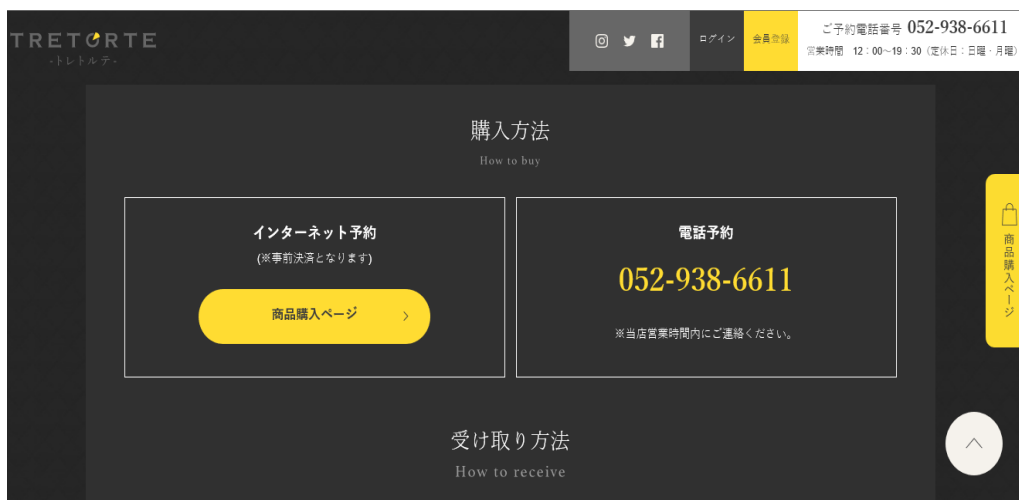 TRETORTE
-トレトルテ-
ログイン
会員登録
ご予約電話番号 052-938-6611
営業時間 12:00~19:30 (定休日:日曜・月曜)
購入方法
How to buy
インターネット予約
(※事前決済となります)
商品購入ページ
電話予約
052-938-6611
※当店営業時間内にご連絡ください。
商品購入ページ
受け取り方法
How to receive